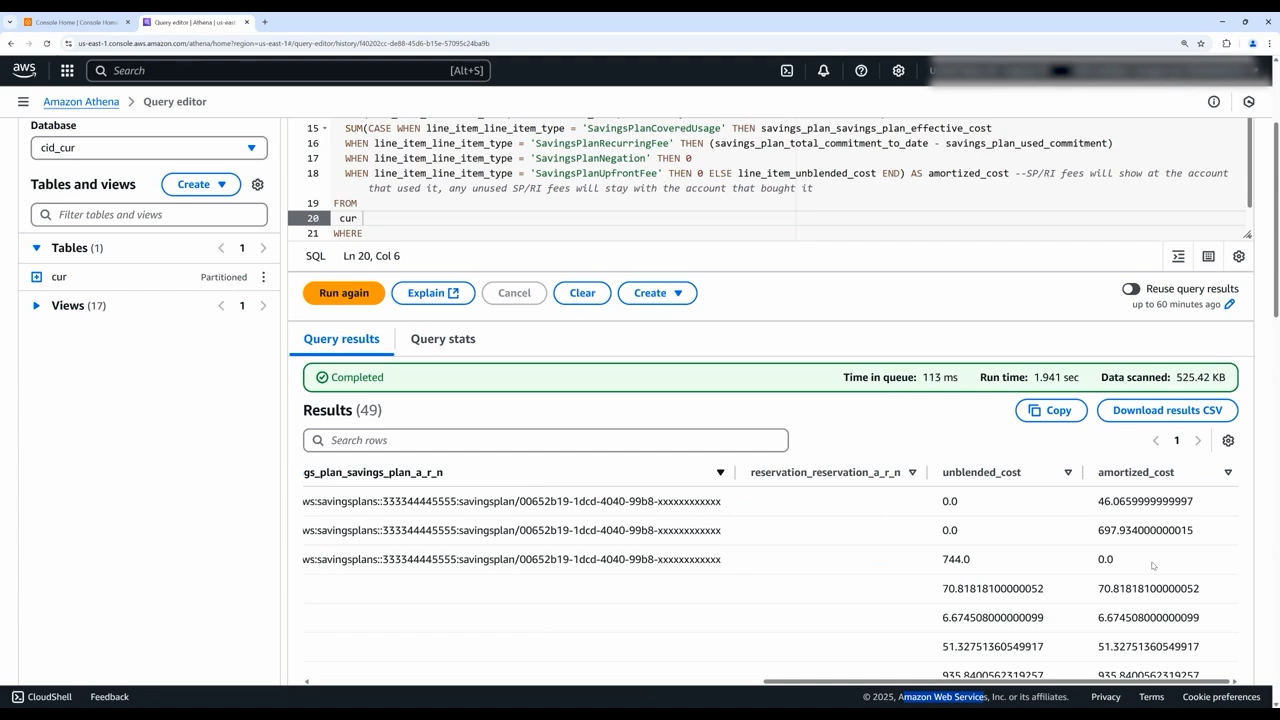 Console Home | Console Home
Query editor | Athena | us-east
us-east-1.console.aws.amazon.com/athena/home?region=us-east-1#/query-editor/history/f40202cc-de88-45d6-b15e-57095c24ba9b
aws Search [Alt+S]
Amazon Athena > Query editor
Database
cid_cur
Tables and views Create
Filter tables and views
Tables (1) 1
cur Partitioned
Views (17) 1
15 SUM(CASE WHEN line_item_line_item_type = 'SavingsPlanCoveredUsage' THEN savings_plan_savings_plan_effective_cost
16 WHEN line_item_line_item_type = 'SavingsPlanRecurringFee' THEN (savings_plan_total_commitment_to_date - savings_plan_used_commitment)
17 WHEN line_item_line_item_type = 'SavingsPlanNegation' THEN 0
18 WHEN line_item_line_item_type = 'SavingsPlanUpfrontFee' THEN 0 ELSE line_item_unblended_cost END) AS amortized_cost --SP/RI fees will show at the account
that used it, any unused SP/RI fees will stay with the account that bought it
19 FROM
20 cur
21 WHERE
SQL Ln 20, Col 6
Run again Explain Cancel Clear Create
Reuse query results
up to 60 minutes ago
Query results Query stats
Completed Time in queue: 113 ms Run time: 1.941 sec Data scanned: 525.42 KB
Results (49) Copy Download results CSV
Search rows 1
gs_plan_savings_plan_a_r_n reservation_reservation_a_r_n unblended_cost amortized_cost
ws:savingsplans::333344445555:savingsplan/00652b19-1dcd-4040-99b8-xxxxxxxxxxxx 0.0 46.0659999999997
ws:savingsplans::333344445555:savingsplan/00652b19-1dcd-4040-99b8-xxxxxxxxxxxx 0.0 697.934000000015
ws:savingsplans::333344445555:savingsplan/00652b19-1dcd-4040-99b8-xxxxxxxxxxxx 744.0 0.0
70.81818100000052 70.81818100000052
6.674508000000099 6.674508000000099
51.32751360549917 51.32751360549917
935.8400562319257 935.8400562319257
CloudShell Feedback © 2025, Amazon Web Services, Inc. or its affiliates. Privacy Terms Cookie preferences